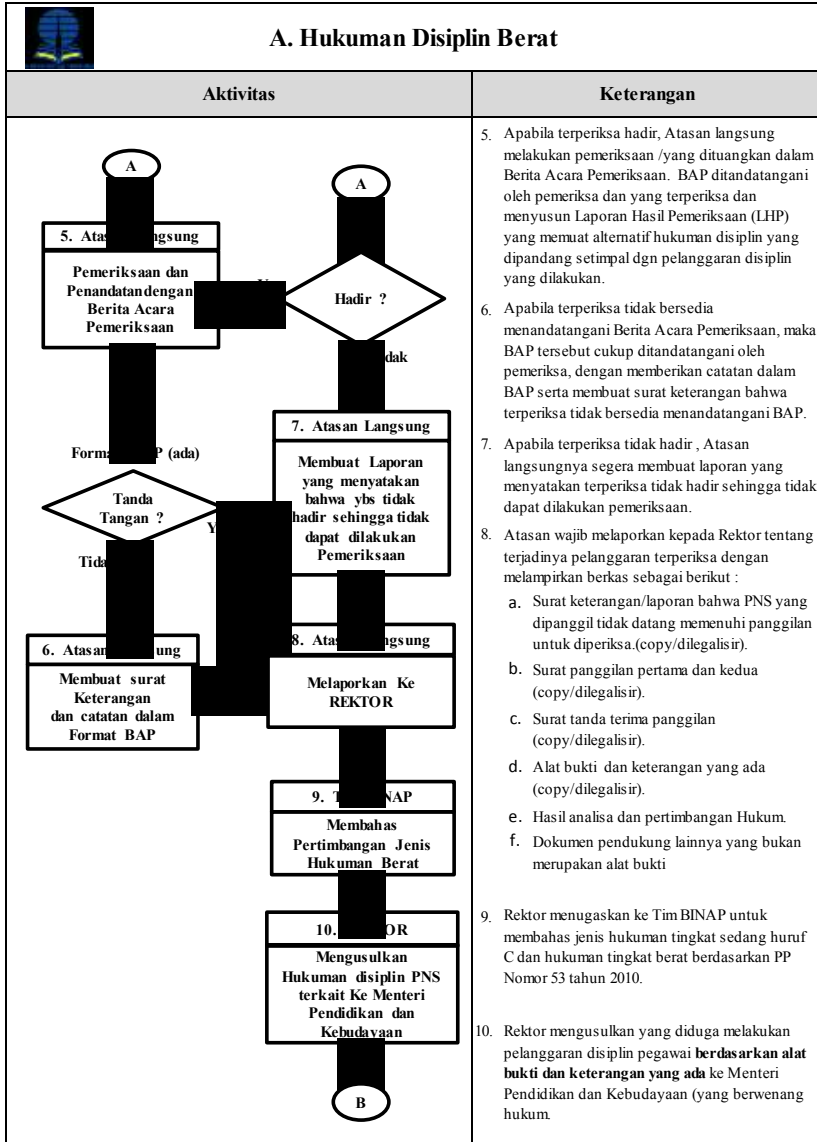 A. Hukuman Disiplin Berat
Aktivitas
Keterangan
A
A
5. Atas ngsung
Pemeriksaan dan
Penandatandengan
Berita Acara
Pemeriksaan
Hadir ?
dak
7. Atasan Langsung
Membuat Laporan
yang menyatakan
bahwa ybs tidak
hadir sehingga tidak
dapat dilakukan
Pemeriksaan
Forma P (ada)
Tanda
Tangan ?
Y
Tida
6. Atasan ung
Membuat surat
Keterangan
dan catatan dalam
Format BAP
8. Atas ngsung
Melaporkan Ke
REKTOR
9. T NAP
Membahas
Pertimbangan Jenis
Hukuman Berat
10. OR
Mengusulkan
Hukuman disiplin PNS
terkait Ke Menteri
Pendidikan dan
Kebudayaan
B
5. Apabila terperiksa hadir, Atasan langsung
melakukan pemeriksaan /yang dituangkan dalam
Berita Acara Pemeriksaan. BAP ditandatangani
oleh pemeriksa dan yang terperiksa dan
menyusun Laporan Hasil Pemeriksaan (LHP)
yang memuat alternatif hukuman disiplin yang
dipandang setimpal dgn pelanggaran disiplin
yang dilakukan.
6. Apabila terperiksa tidak bersedia
menandatangani Berita Acara Pemeriksaan, maka
BAP tersebut cukup ditandatangani oleh
pemeriksa, dengan memberikan catatan dalam
BAP serta membuat surat keterangan bahwa
terperiksa tidak bersedia menandatangani BAP.
7. Apabila terperiksa tidak hadir , Atasan
langsungnya segera membuat laporan yang
menyatakan terperiksa tidak hadir sehingga tidak
dapat dilakukan pemeriksaan.
8. Atasan wajib melaporkan kepada Rektor tentang
terjadinya pelanggaran terperiksa dengan
melampirkan berkas sebagai berikut :
a. Surat keterangan/laporan bahwa PNS yang
dipanggil tidak datang memenuhi panggilan
untuk diperiksa.(copy/dilegalisir).
b. Surat panggilan pertama dan kedua
(copy/dilegalisir).
c. Surat tanda terima panggilan
(copy/dilegalisir).
d. Alat bukti dan keterangan yang ada
(copy/dilegalisir).
e. Hasil analisa dan pertimbangan Hukum.
f. Dokumen pendukung lainnya yang bukan
merupakan alat bukti
9. Rektor menugaskan ke Tim BINAP untuk
membahas jenis hukuman tingkat sedang huruf
C dan hukuman tingkat berat berdasarkan PP
Nomor 53 tahun 2010.
10. Rektor mengusulkan yang diduga melakukan
pelanggaran disiplin pegawai berdasarkan alat
bukti dan keterangan yang ada ke Menteri
Pendidikan dan Kebudayaan (yang berwenang
hukum.